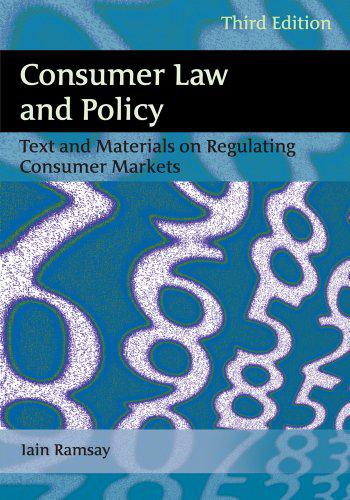 Third Edition
Consumer Law
and Policy
Text and Materials on Regulating
Consumer Markets
Iain Ramsay